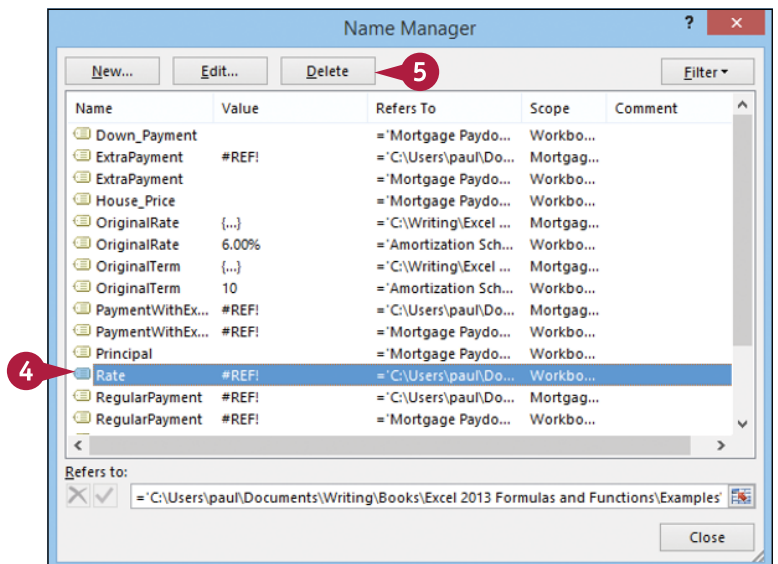 Name Manager ? ×
New... Edit... Delete 5 Filter
Name Value Refers To Scope Comment
Down_Payment ='Mortgage Paydo... Workbo...
ExtraPayment #REF! ='C:\Users\paul\Do... Mortgag...
ExtraPayment ='Mortgage Paydo... Workbo...
House_Price ='Mortgage Paydo... Workbo...
OriginalRate {...} ='C:\Writing\Excel ... Mortgag...
OriginalRate 6.00% ='Amortization Sch... Workbo...
OriginalTerm {...} ='C:\Writing\Excel ... Mortgag...
OriginalTerm 10 ='Amortization Sch... Workbo...
PaymentWithEx... #REF! ='C:\Users\paul\Do... Mortgag...
PaymentWithEx... #REF! ='Mortgage Paydo... Workbo...
Principal ='Mortgage Paydo... Workbo...
4 Rate #REF! ='C:\Users\paul\Do... Workbo...
RegularPayment #REF! ='C:\Users\paul\Do... Mortgag...
RegularPayment #REF! ='Mortgage Paydo... Workbo...
Refers to:
='C:\Users\paul\Documents\Writing\Books\Excel 2013 Formulas and Functions\Examples'
Close